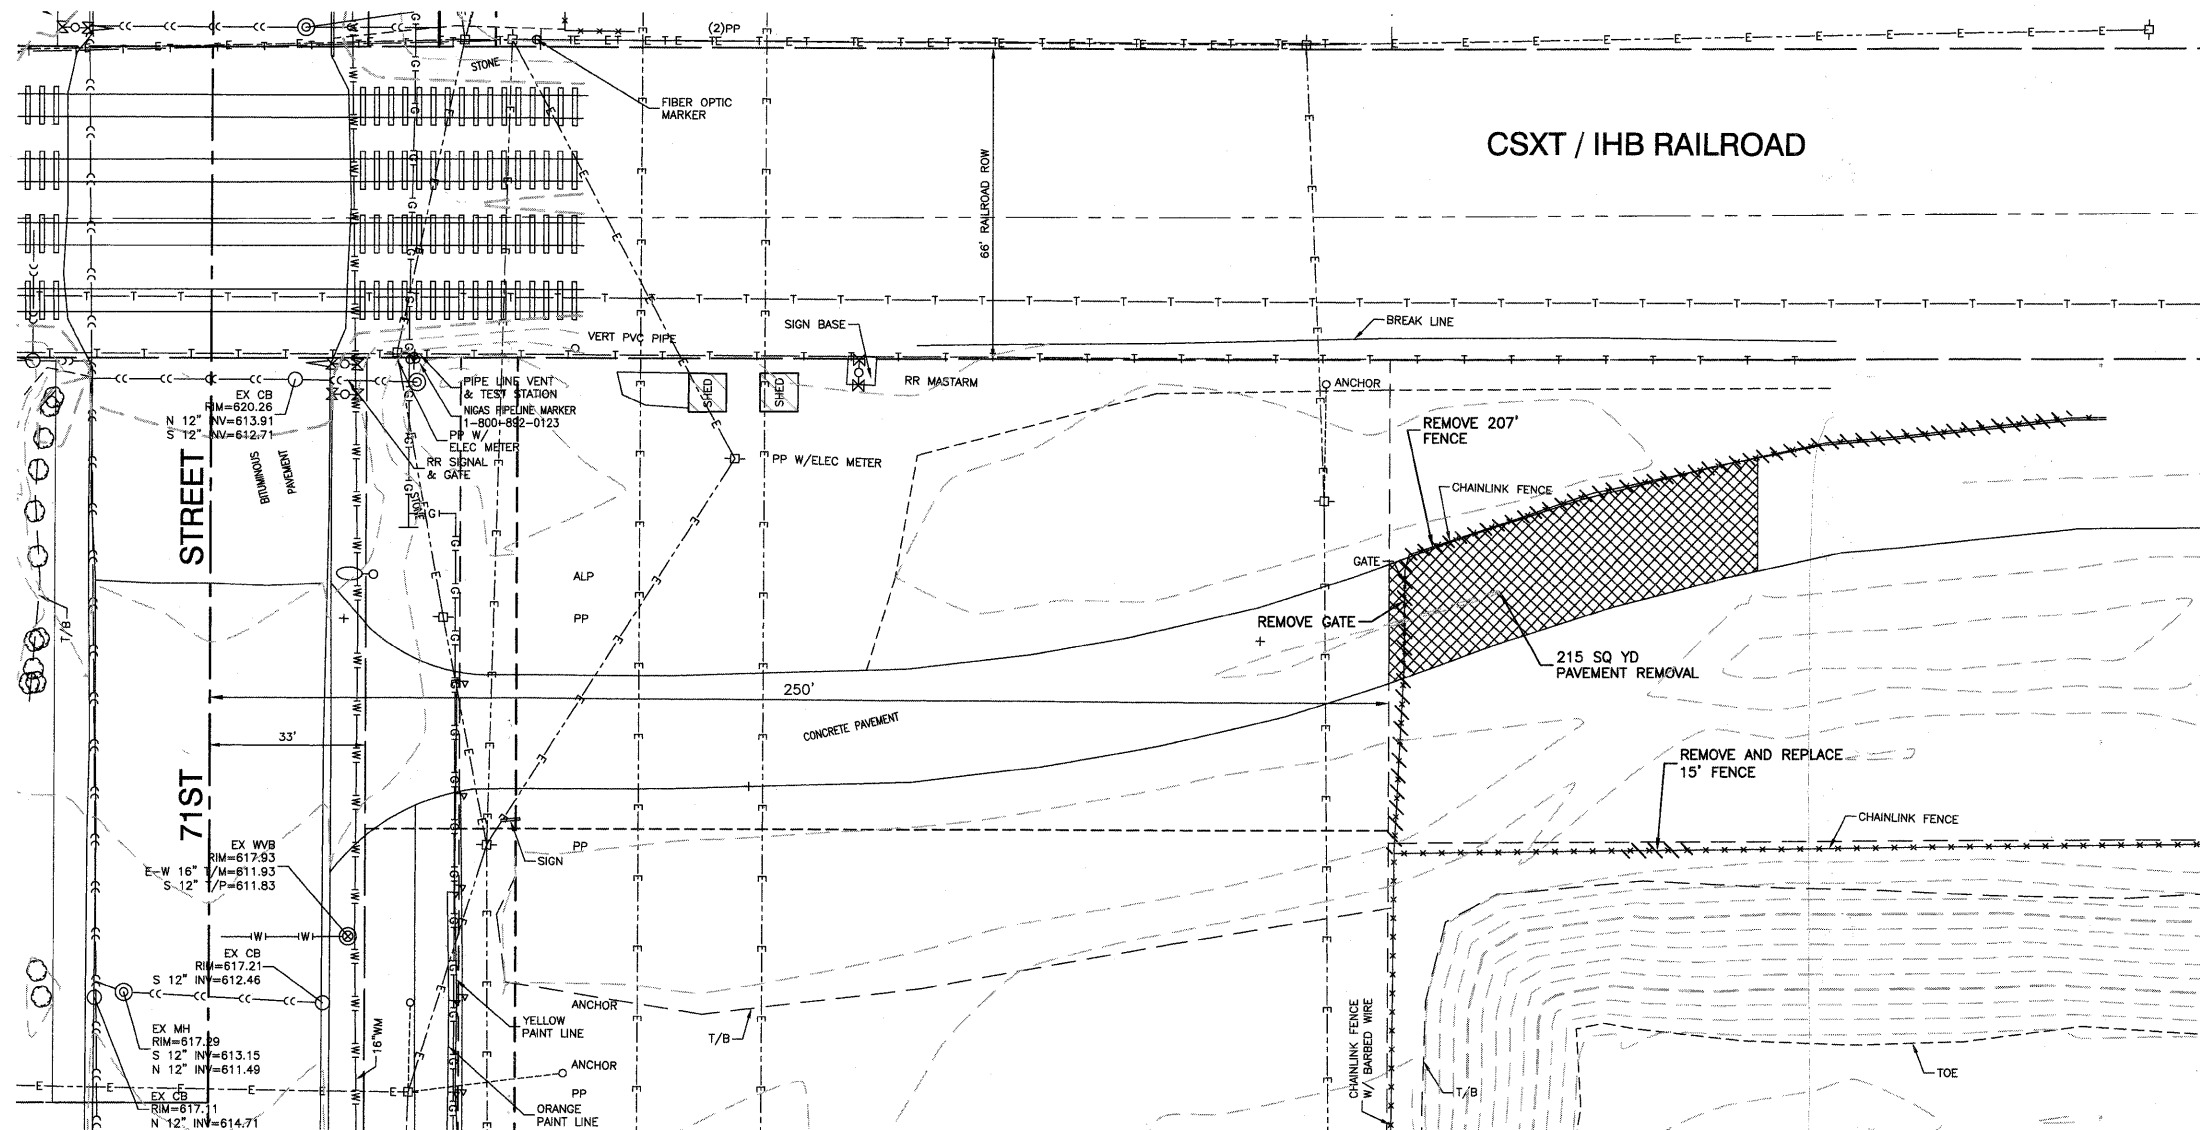 (2)PP
STONE
FIBER OPTIC
MARKER
CSXT / IHB RAILROAD
66' RAILROAD ROW
BREAK LINE
SIGN BASE
VERT PVC PIPE
RR MASTARM
ANCHOR
SHED
SHED
PIPE LINE VENT
& TEST STATION
NIGAS PIPELINE MARKER
1-800-892-0123
PP W/
ELEC METER
RR SIGNAL
& GATE
STONE
EX CB
RIM=620.26
N 12" INV=613.91
S 12" INV=612.71
BITUMINOUS
PAVEMENT
71ST STREET
PP W/ELEC METER
REMOVE 207'
FENCE
CHAINLINK FENCE
GATE
REMOVE GATE
215 SQ YD
PAVEMENT REMOVAL
ALP
PP
T/B
250'
33'
CONCRETE PAVEMENT
REMOVE AND REPLACE
15' FENCE
CHAINLINK FENCE
EX WVB
RIM=617.93
E-W 16" T/M=611.93
S 12" T/P=611.83
PP
SIGN
EX CB
RIM=617.21
S 12" INV=612.46
EX MH
RIM=617.29
S 12" INV=613.15
N 12" INV=611.49
EX CB
RIM=617.11
N 12" INV=614.71
16"WM
ANCHOR
YELLOW
PAINT LINE
T/B
ANCHOR
PP
ORANGE
PAINT LINE
CHAINLINK FENCE
W/ BARBED WIRE
T/B
TOE